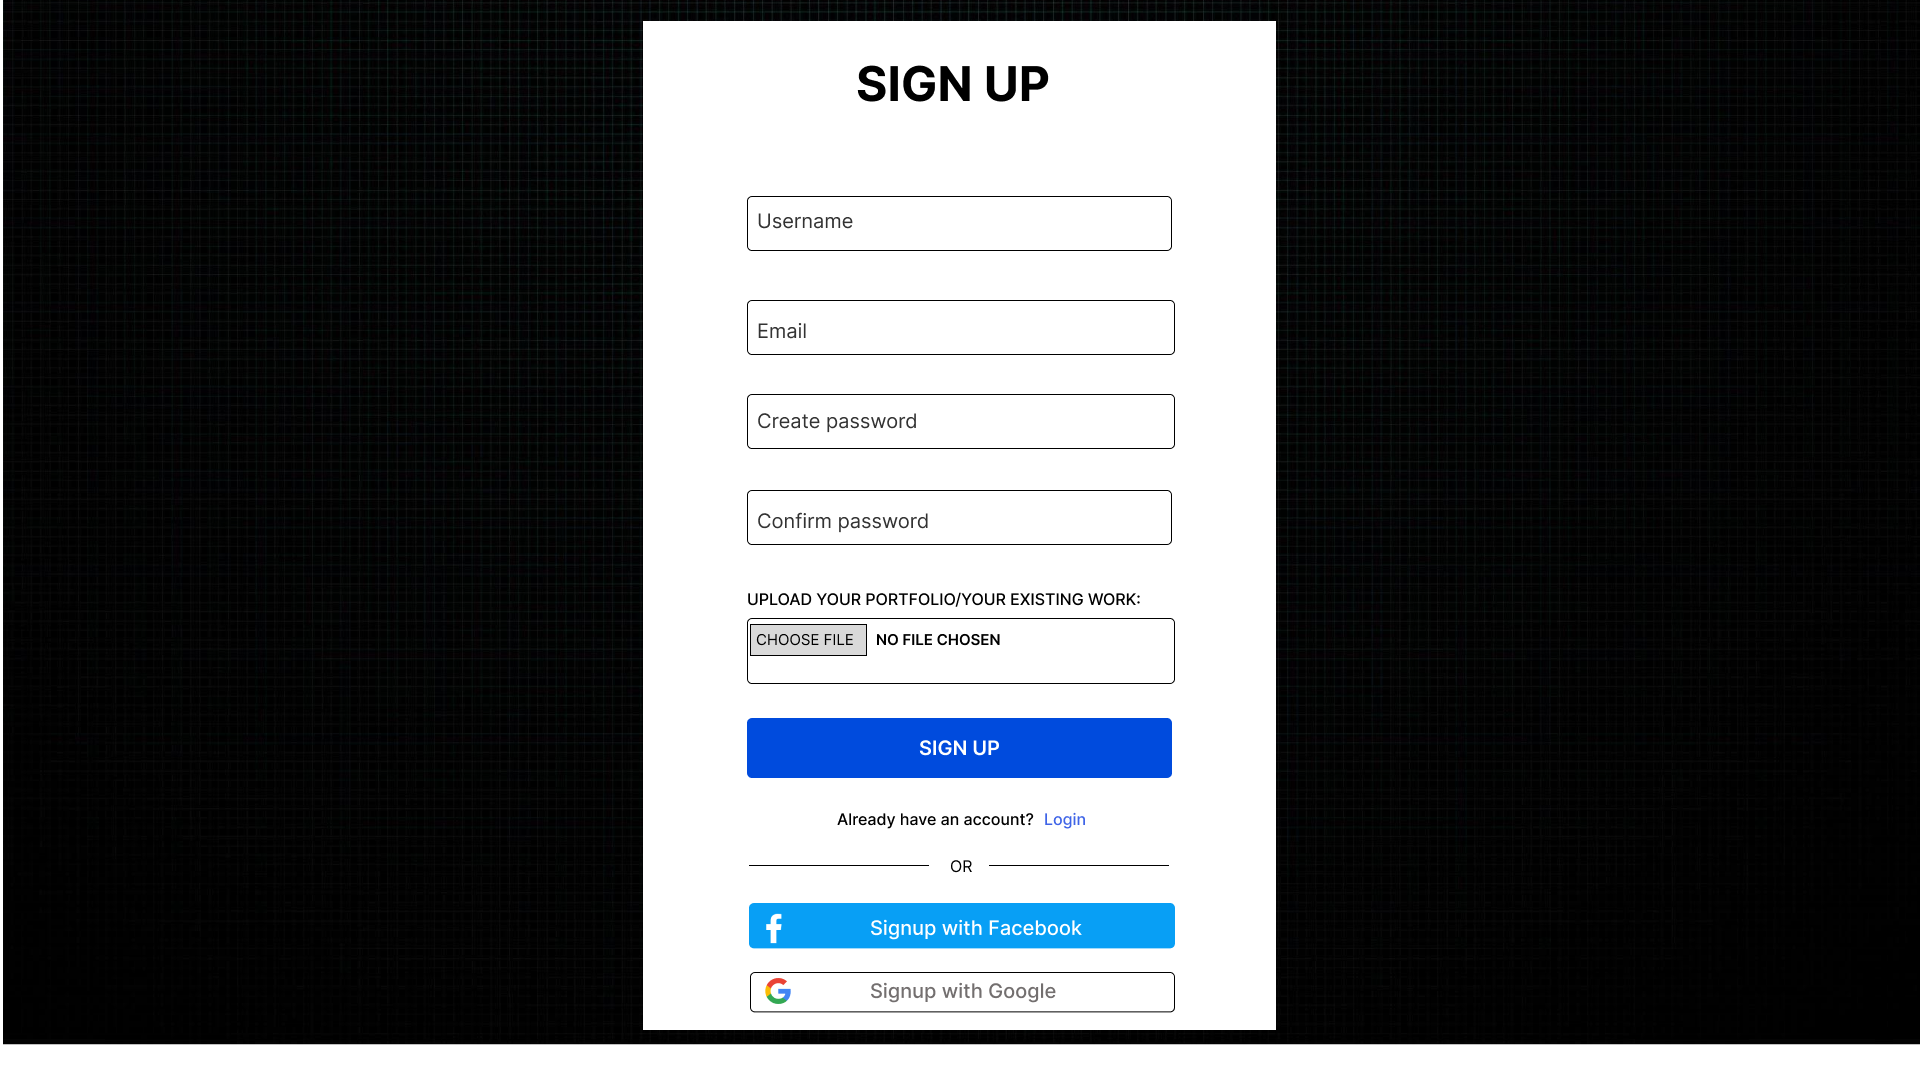 SIGN UP
Username
Email
Create password
Confirm password
UPLOAD YOUR PORTFOLIO/YOUR EXISTING WORK:
CHOOSE FILE NO FILE CHOSEN
SIGN UP
Already have an account? Login
OR
Signup with Facebook
Signup with Google